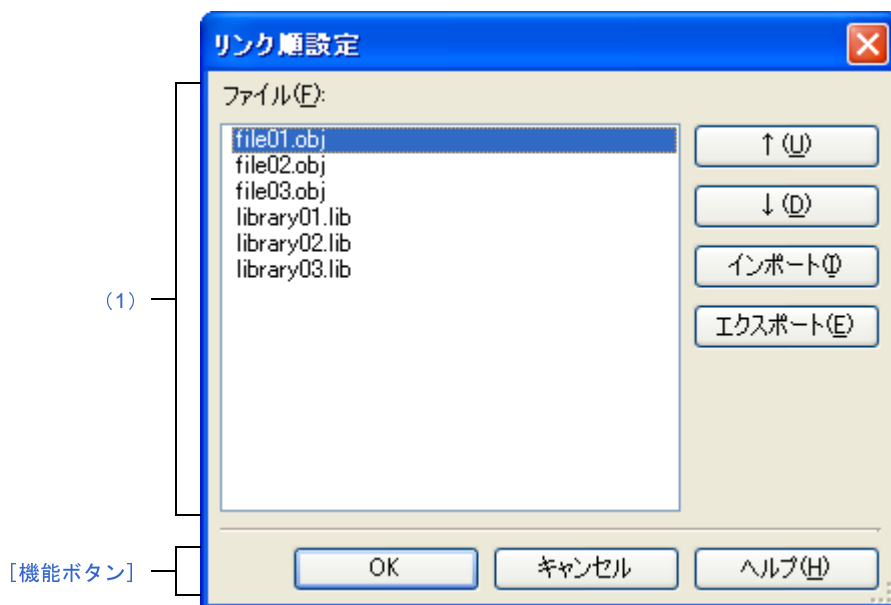 リンク順設定
ファイル(F):
file01.obj
file02.obj
file03.obj
library01.lib
library02.lib
library03.lib
↑(U)
↓(D)
インポート(I)
エクスポート(E)
(1)
[機能ボタン]
OK
キャンセル
ヘルプ(H)